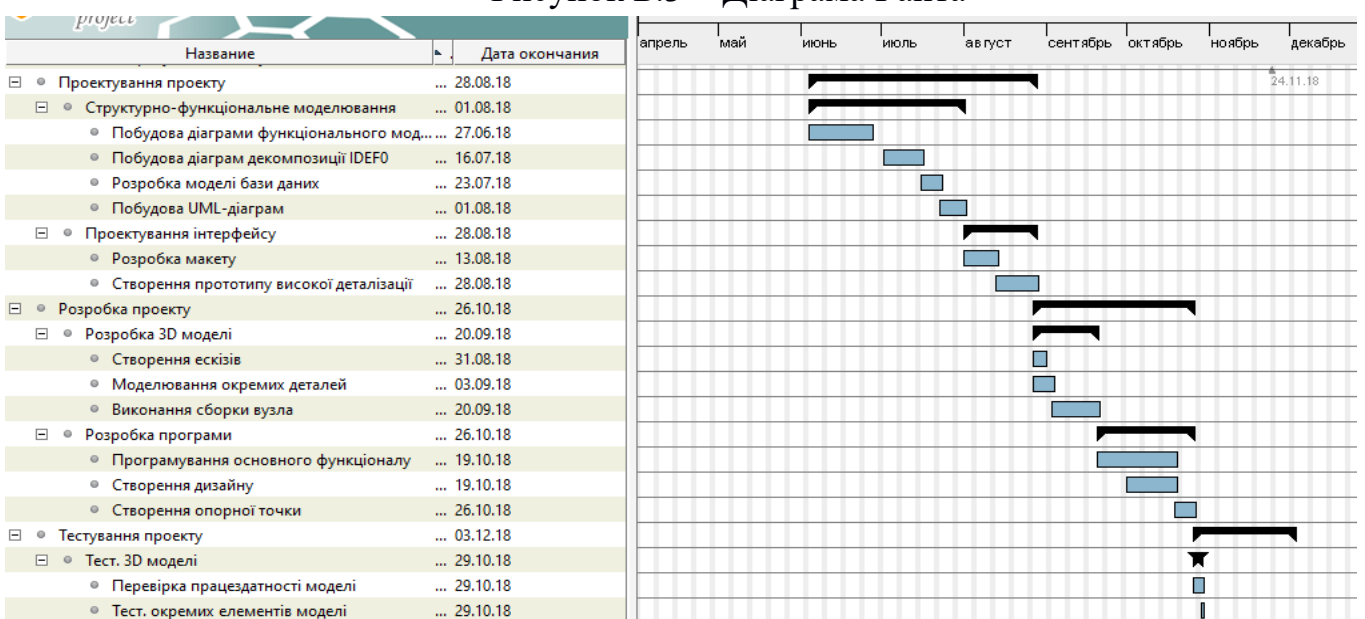 project
апрель май июнь июль август сентябрь октябрь ноябрь декабрь
Название Дата окончания
24.11.18
Проектування проекту ... 28.08.18
Структурно-функціональне моделювання ... 01.08.18
Побудова діаграми функціонального мод... ... 27.06.18
Побудова діаграм декомпозиції IDEF0 ... 16.07.18
Розробка моделі бази даних ... 23.07.18
Побудова UML-діаграм ... 01.08.18
Проектування інтерфейсу ... 28.08.18
Розробка макету ... 13.08.18
Створення прототипу високої деталізації ... 28.08.18
Розробка проекту ... 26.10.18
Розробка 3D моделі ... 20.09.18
Створення ескізів ... 31.08.18
Моделювання окремих деталей ... 03.09.18
Виконання сборки вузла ... 20.09.18
Розробка програми ... 26.10.18
Програмування основного функціоналу ... 19.10.18
Створення дизайну ... 19.10.18
Створення опорної точки ... 26.10.18
Тестування проекту ... 03.12.18
Тест. 3D моделі ... 29.10.18
Перевірка працездатності моделі ... 29.10.18
Тест. окремих елементів моделі ... 29.10.18